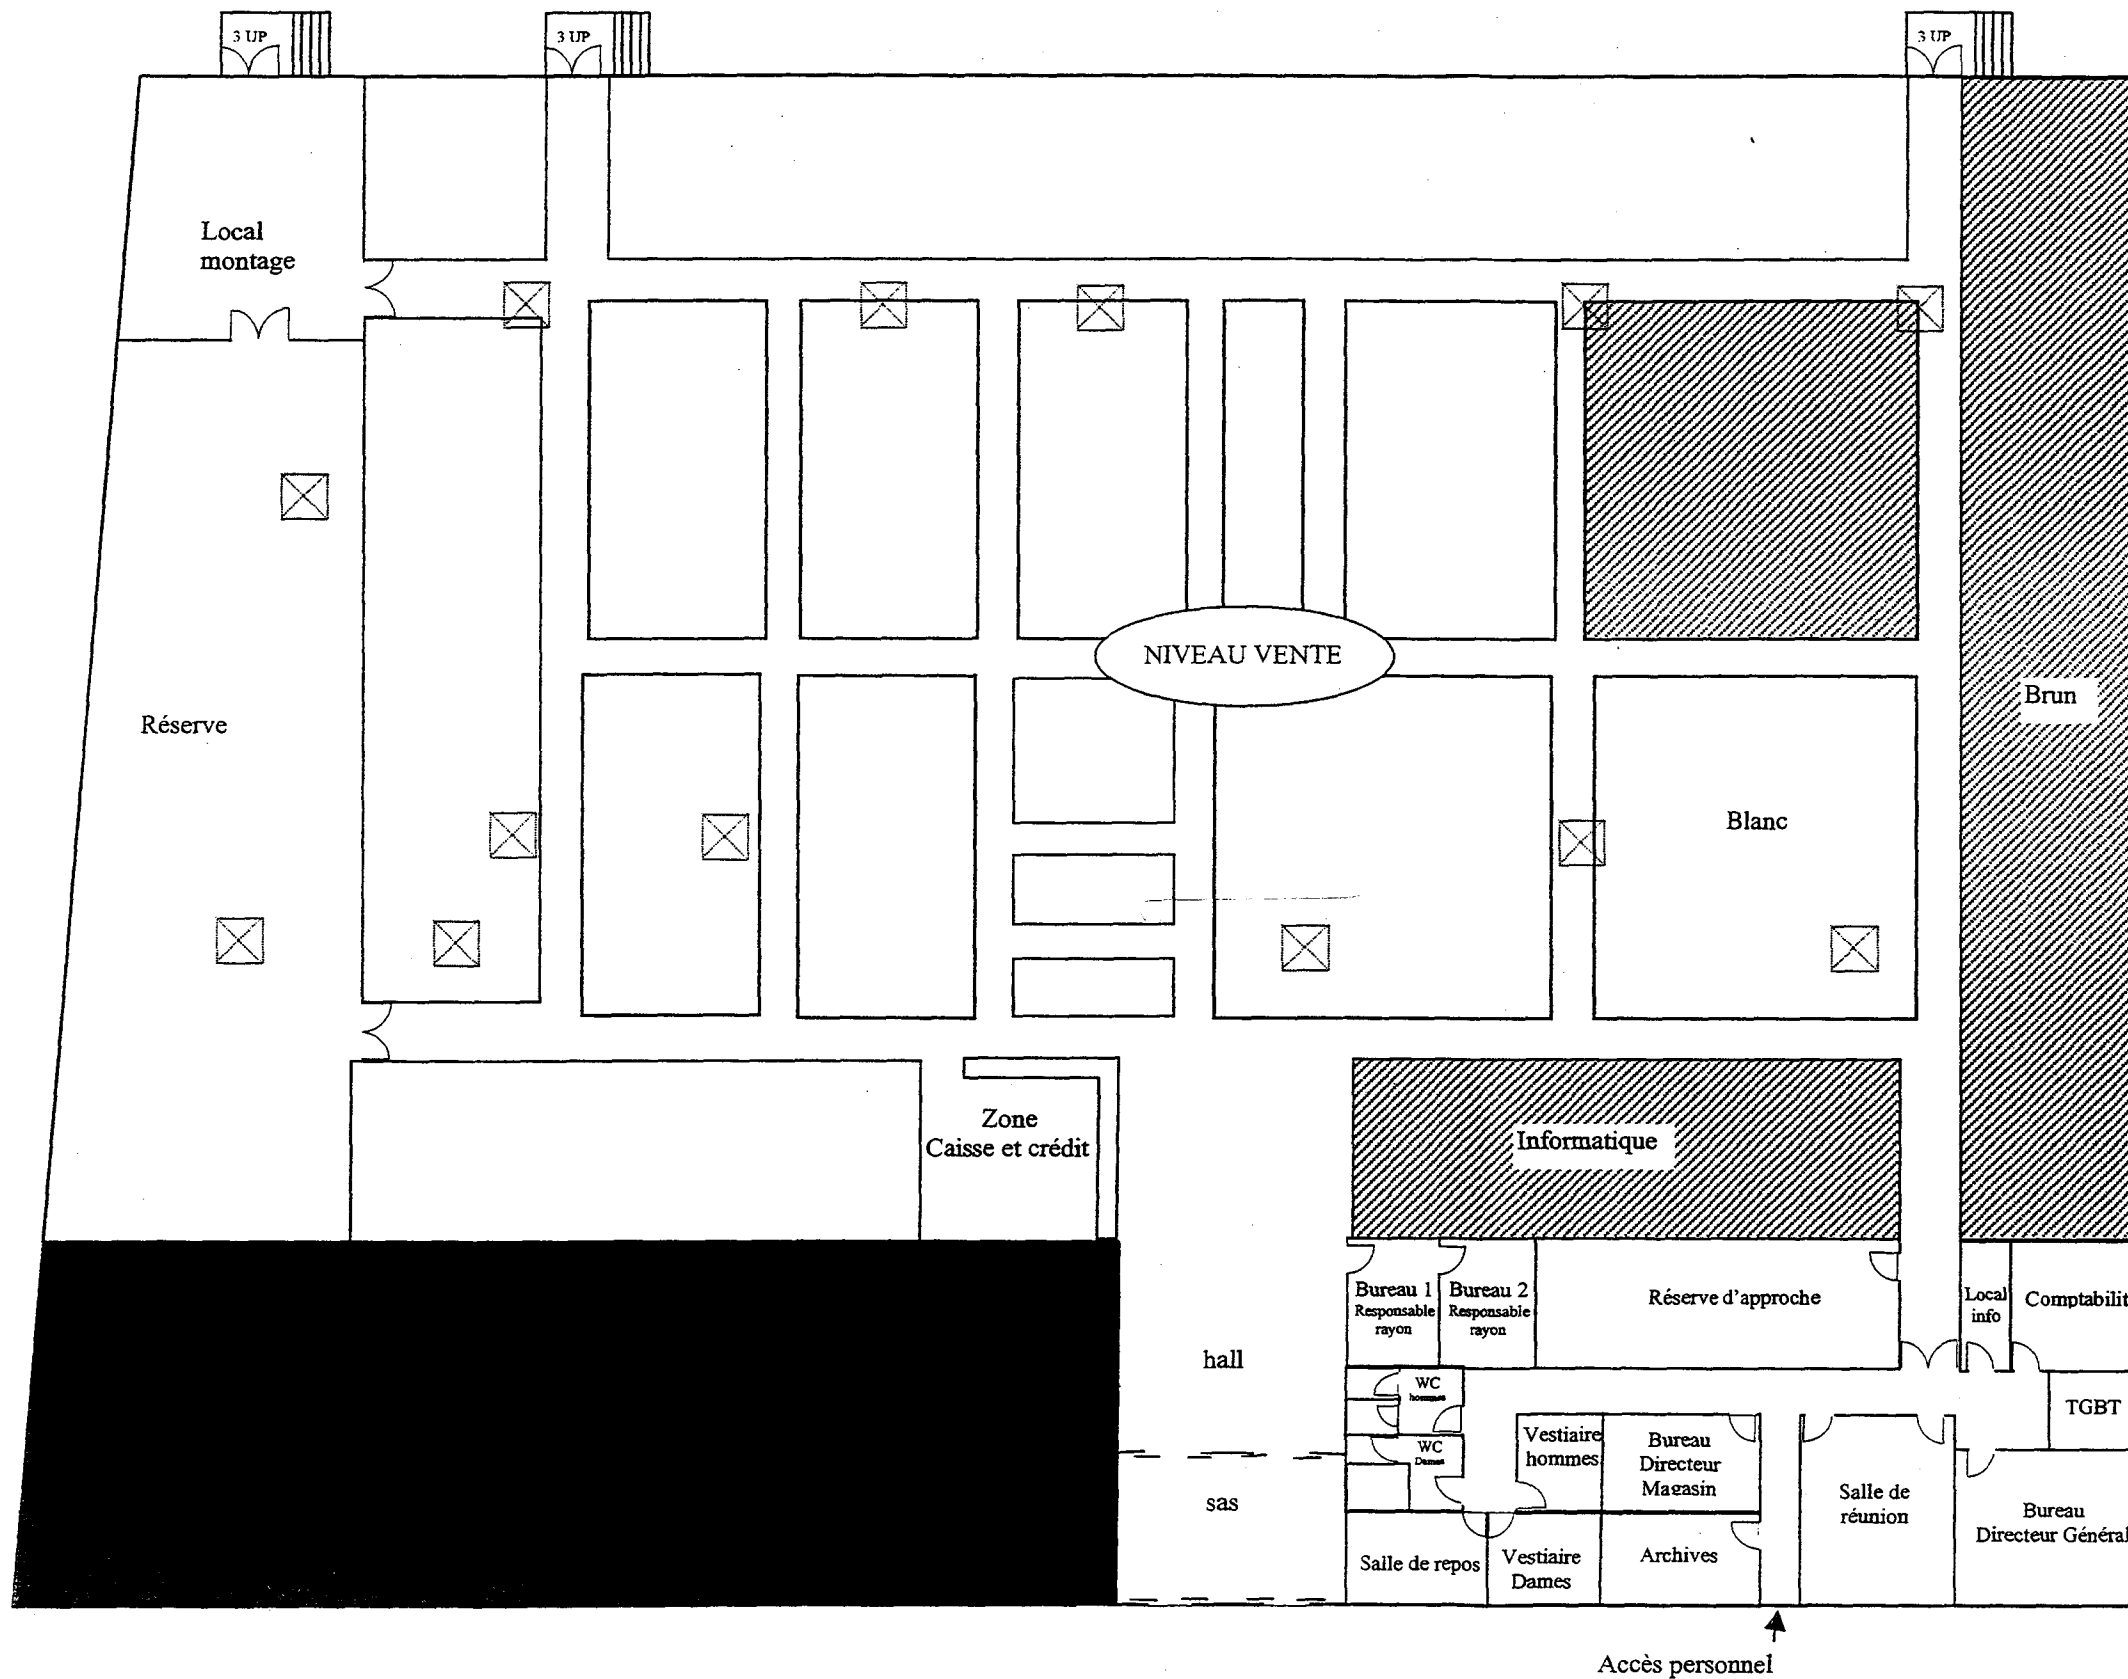 3 UP
3 UP
3 UP
Local
montage
NIVEAU VENTE
Réserve
Brun
Blanc
Zone
Caisse et crédit
Informatique
Bureau 1
Responsable
rayon
Bureau 2
Responsable
rayon
Réserve d'approche
Local
info
Comptabilit
hall
WC
hommes
TGBT
WC
Dames
Vestiaire
hommes
Bureau
Directeur
Magasin
sas
Salle de
réunion
Bureau
Directeur Général
Salle de repos
Vestiaire
Dames
Archives
Accès personnel